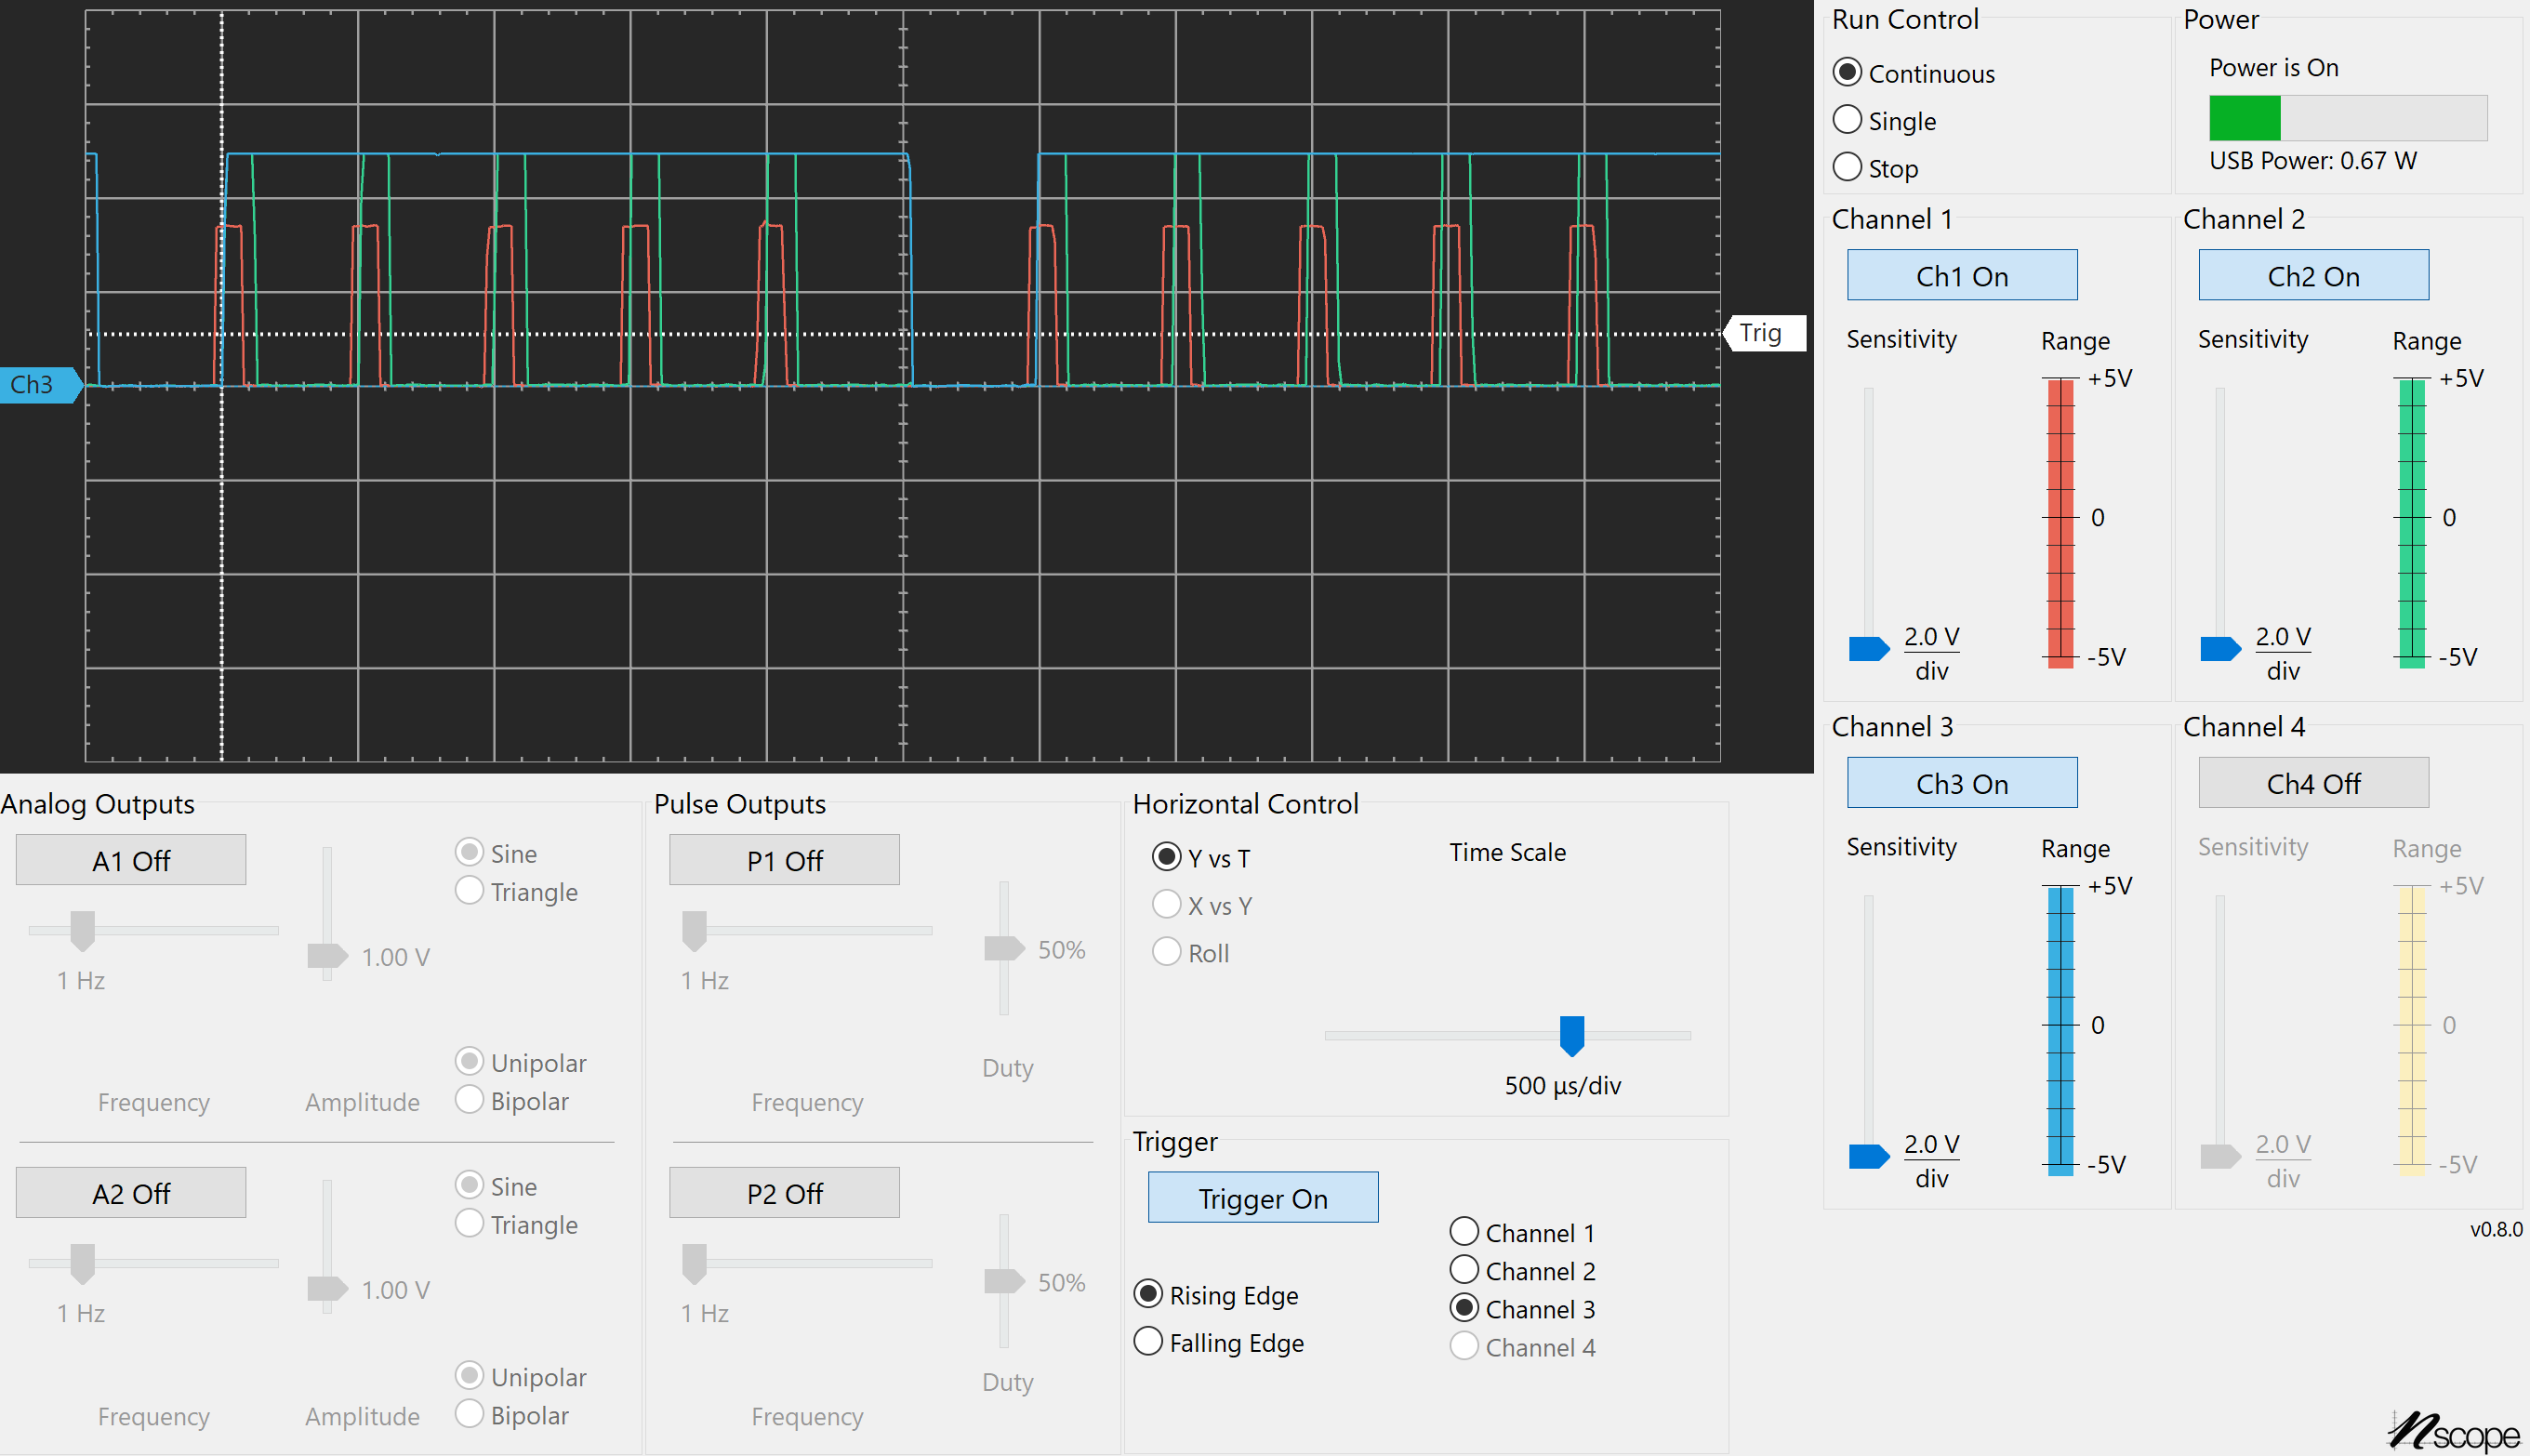 Trig
Ch3
Run Control
Continuous
Single
Stop
Power
Power is On
USB Power: 0.67 W
Channel 1
Ch1 On
Sensitivity
Range
+5V
0
-5V
2.0 V
div
Channel 2
Ch2 On
Sensitivity
Range
+5V
0
-5V
2.0 V
div
Channel 3
Ch3 On
Sensitivity
Range
+5V
0
-5V
2.0 V
div
Channel 4
Ch4 Off
Sensitivity
Range
+5V
0
-5V
2.0 V
div
v0.8.0
Analog Outputs
A1 Off
Sine
Triangle
1.00 V
1 Hz
Unipolar
Bipolar
Frequency
Amplitude
A2 Off
Sine
Triangle
1.00 V
1 Hz
Unipolar
Bipolar
Frequency
Amplitude
Pulse Outputs
P1 Off
50%
1 Hz
Duty
Frequency
P2 Off
50%
1 Hz
Duty
Frequency
Horizontal Control
Y vs T
X vs Y
Roll
Time Scale
500 µs/div
Trigger
Trigger On
Rising Edge
Falling Edge
Channel 1
Channel 2
Channel 3
Channel 4
nscope